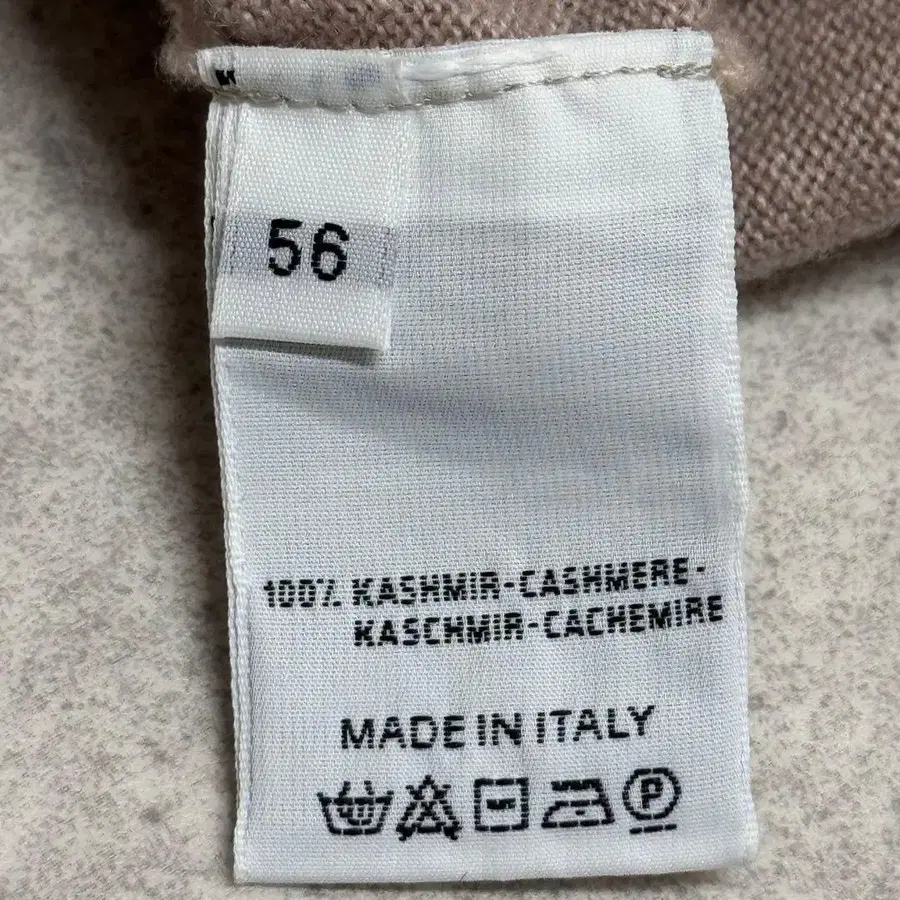 56
100% KASHMIR-CASHMERE-
KASCHMIR-CACHEMIRE
MADE IN ITALY
P